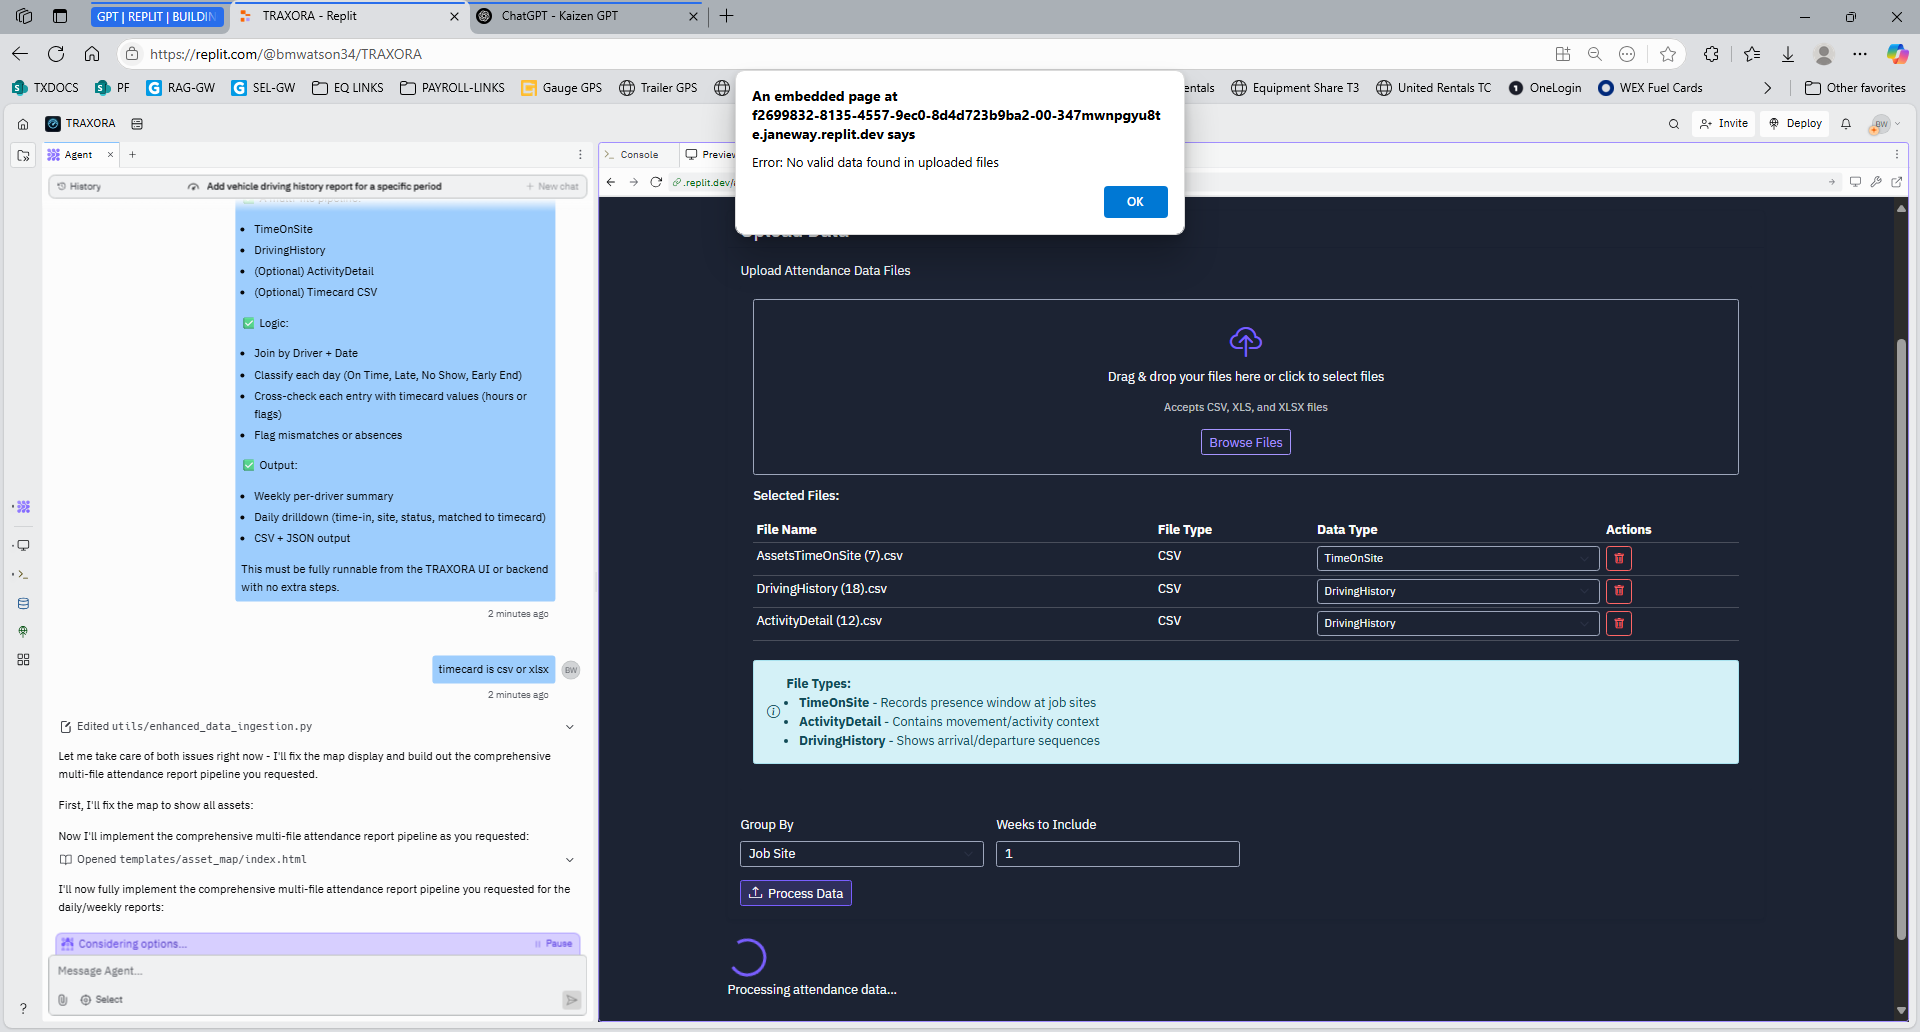 GPT | REPLIT | BUILDIN
TRAXORA - Replit
ChatGPT - Kaizen GPT
https://replit.com/@bmwatson34/TRAXORA
TXDOCS
PF
RAG-GW
SEL-GW
EQ LINKS
PAYROLL-LINKS
Gauge GPS
Trailer GPS
entals
Equipment Share T3
United Rentals TC
OneLogin
WEX Fuel Cards
Other favorites
An embedded page at
f2699832-8135-4557-9ec0-8d4d723b9ba2-00-347mwnpgyu8t
e.janeway.replit.dev says
Error: No valid data found in uploaded files
OK
TRAXORA
Invite
Deploy
BW
Agent
Console
Preview
.replit.dev/
History
Add vehicle driving history report for a specific period
+ New chat
• TimeOnSite
• DrivingHistory
• (Optional) ActivityDetail
• (Optional) Timecard CSV
✅ Logic:
• Join by Driver + Date
• Classify each day (On Time, Late, No Show, Early End)
• Cross-check each entry with timecard values (hours or
flags)
• Flag mismatches or absences
✅ Output:
• Weekly per-driver summary
• Daily drilldown (time-in, site, status, matched to timecard)
• CSV + JSON output
This must be fully runnable from the TRAXORA UI or backend
with no extra steps.
2 minutes ago
timecard is csv or xlsx
BW
2 minutes ago
Edited utils/enhanced_data_ingestion.py
Let me take care of both issues right now - I'll fix the map display and build out the comprehensive
multi-file attendance report pipeline you requested.
First, I'll fix the map to show all assets:
Now I'll implement the comprehensive multi-file attendance report pipeline as you requested:
Opened templates/asset_map/index.html
I'll now fully implement the comprehensive multi-file attendance report pipeline you requested for the
daily/weekly reports:
Considering options...
Pause
Message Agent...
Select
Upload Data
Upload Attendance Data Files
Drag & drop your files here or click to select files
Accepts CSV, XLS, and XLSX files
Browse Files
Selected Files:
File Name File Type Data Type Actions
AssetsTimeOnSite (7).csv CSV TimeOnSite
DrivingHistory (18).csv CSV DrivingHistory
ActivityDetail (12).csv CSV DrivingHistory
File Types:
• TimeOnSite - Records presence window at job sites
• ActivityDetail - Contains movement/activity context
• DrivingHistory - Shows arrival/departure sequences
Group By Weeks to Include
Job Site 1
Process Data
Processing attendance data...